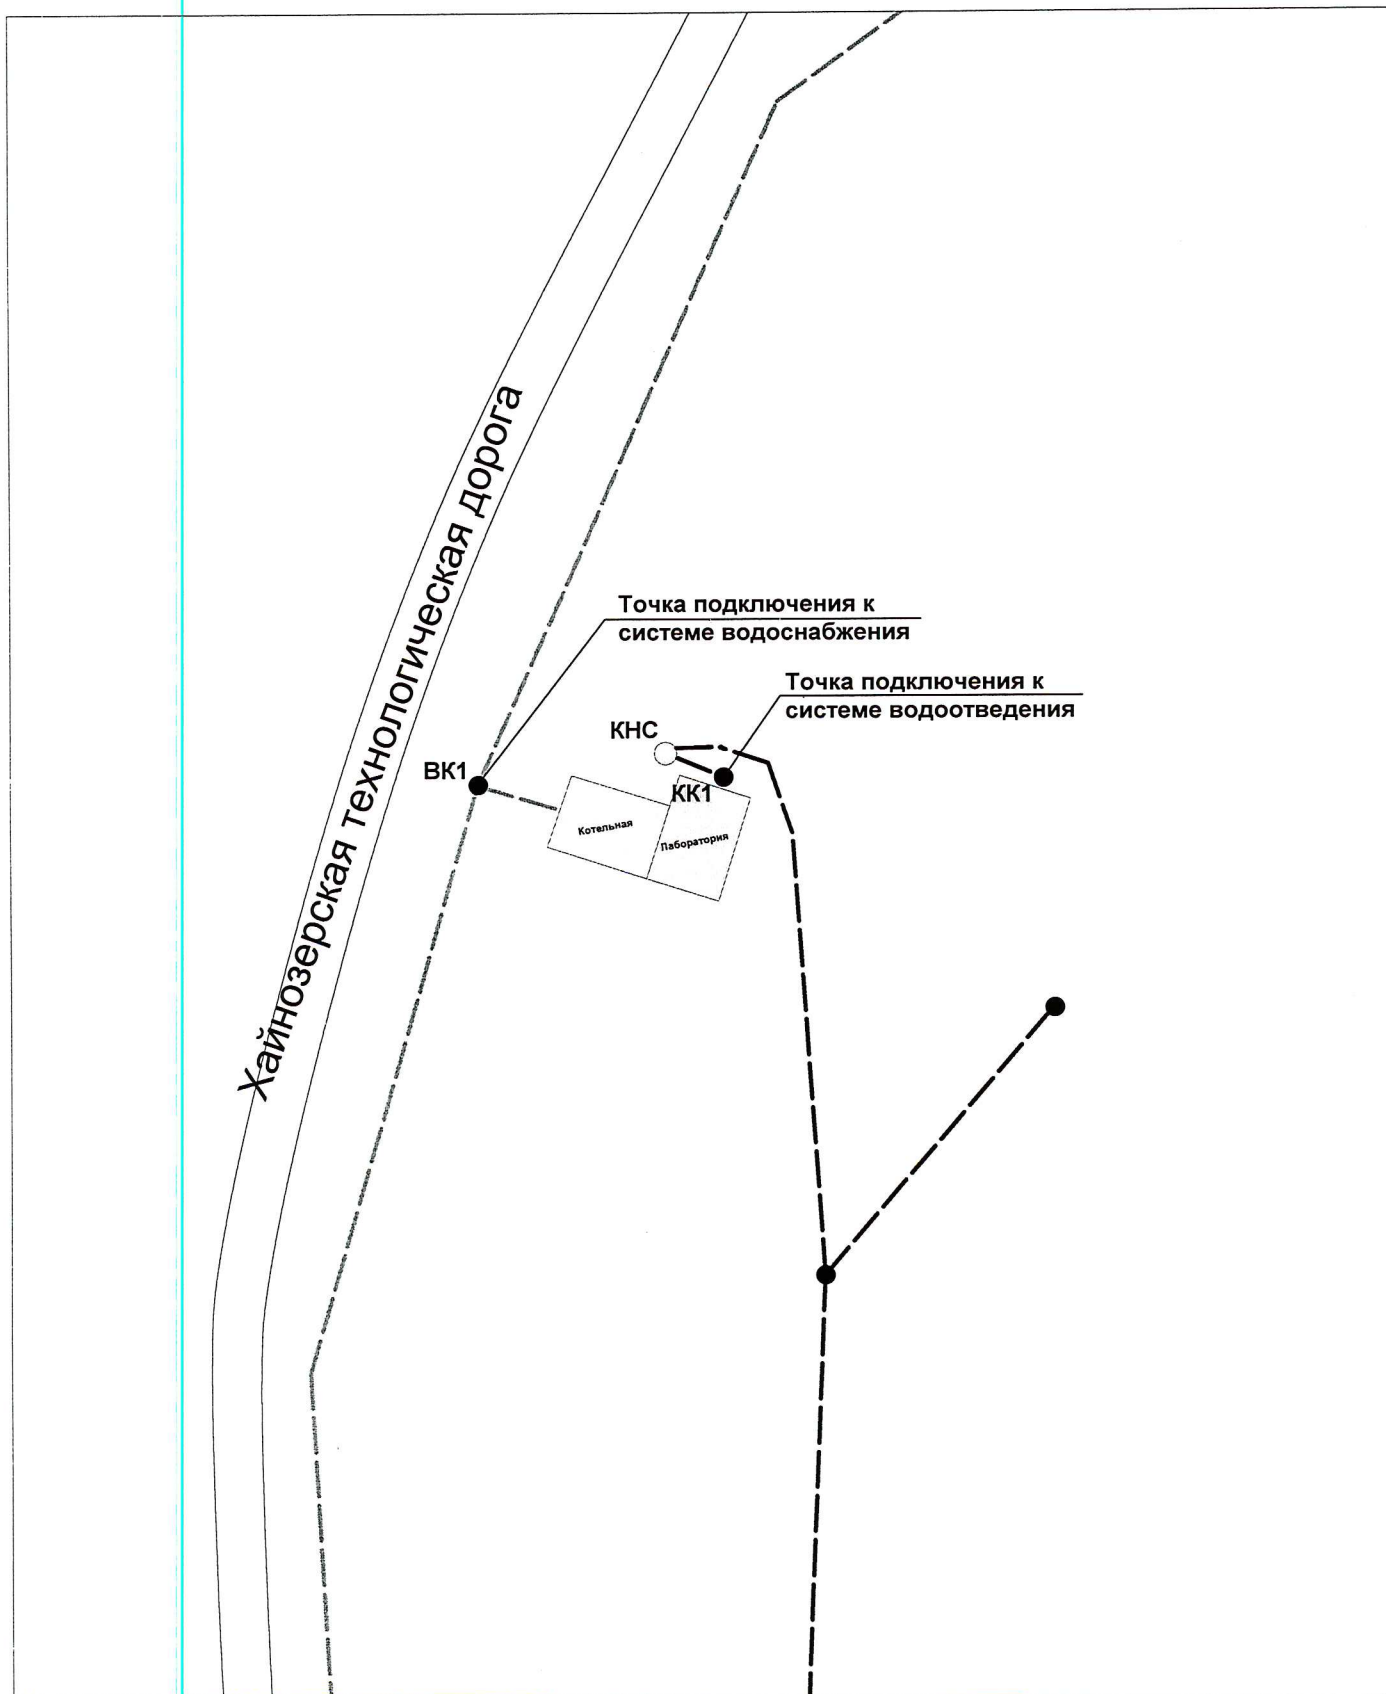 Хайнозерская технологическая дорога
Точка подключения к
системе водоснабжения
Точка подключения к
системе водоотведения
КНС
ВК1
КК1
Котельная
Лаборатория